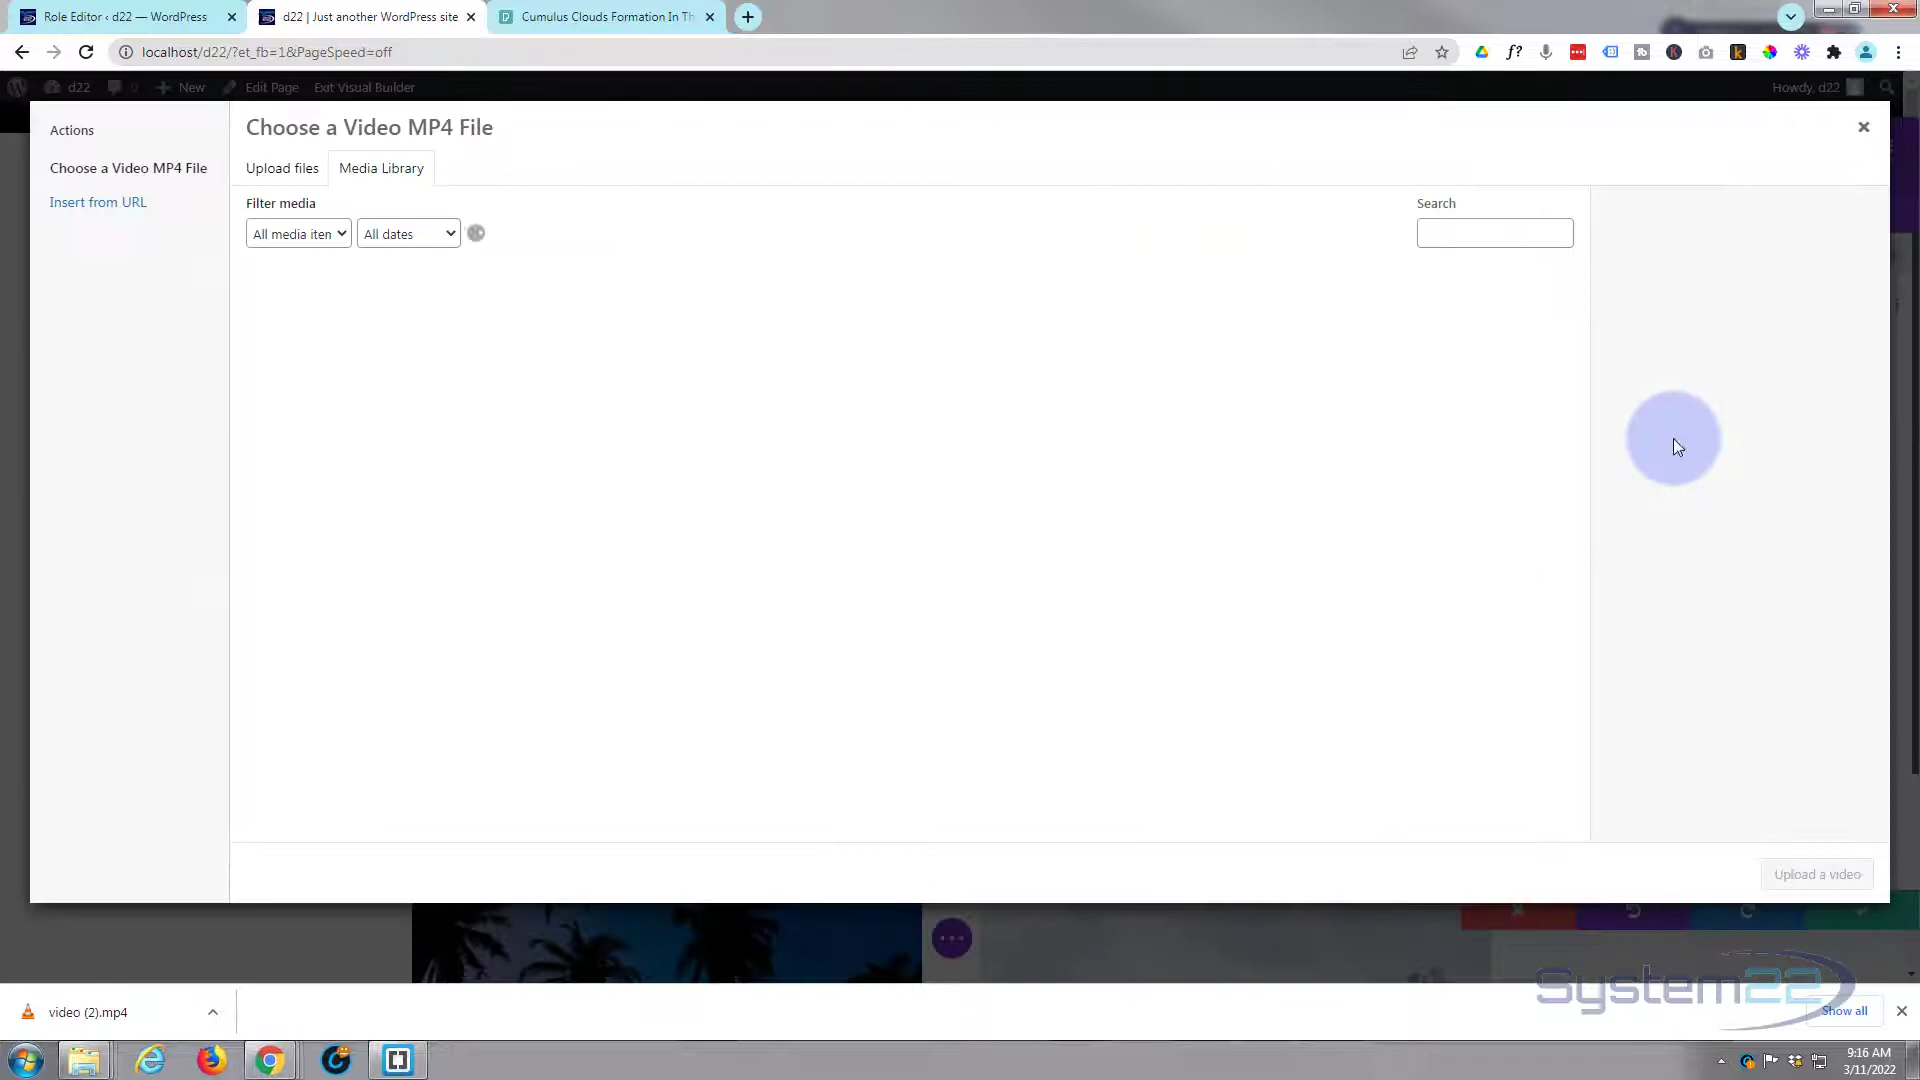 Role Editor ‹ d22 — WordPress
d22 | Just another WordPress site
Cumulus Clouds Formation In Th
localhost/d22/?et_fb=1&PageSpeed=off
d22
0
New
Edit Page
Exit Visual Builder
Howdy, d22
Actions
Choose a Video MP4 File
Insert from URL
Choose a Video MP4 File
Upload files
Media Library
Filter media
All media iten
All dates
Search
Upload a video
System22
video (2).mp4
Show all
9:16 AM
3/11/2022